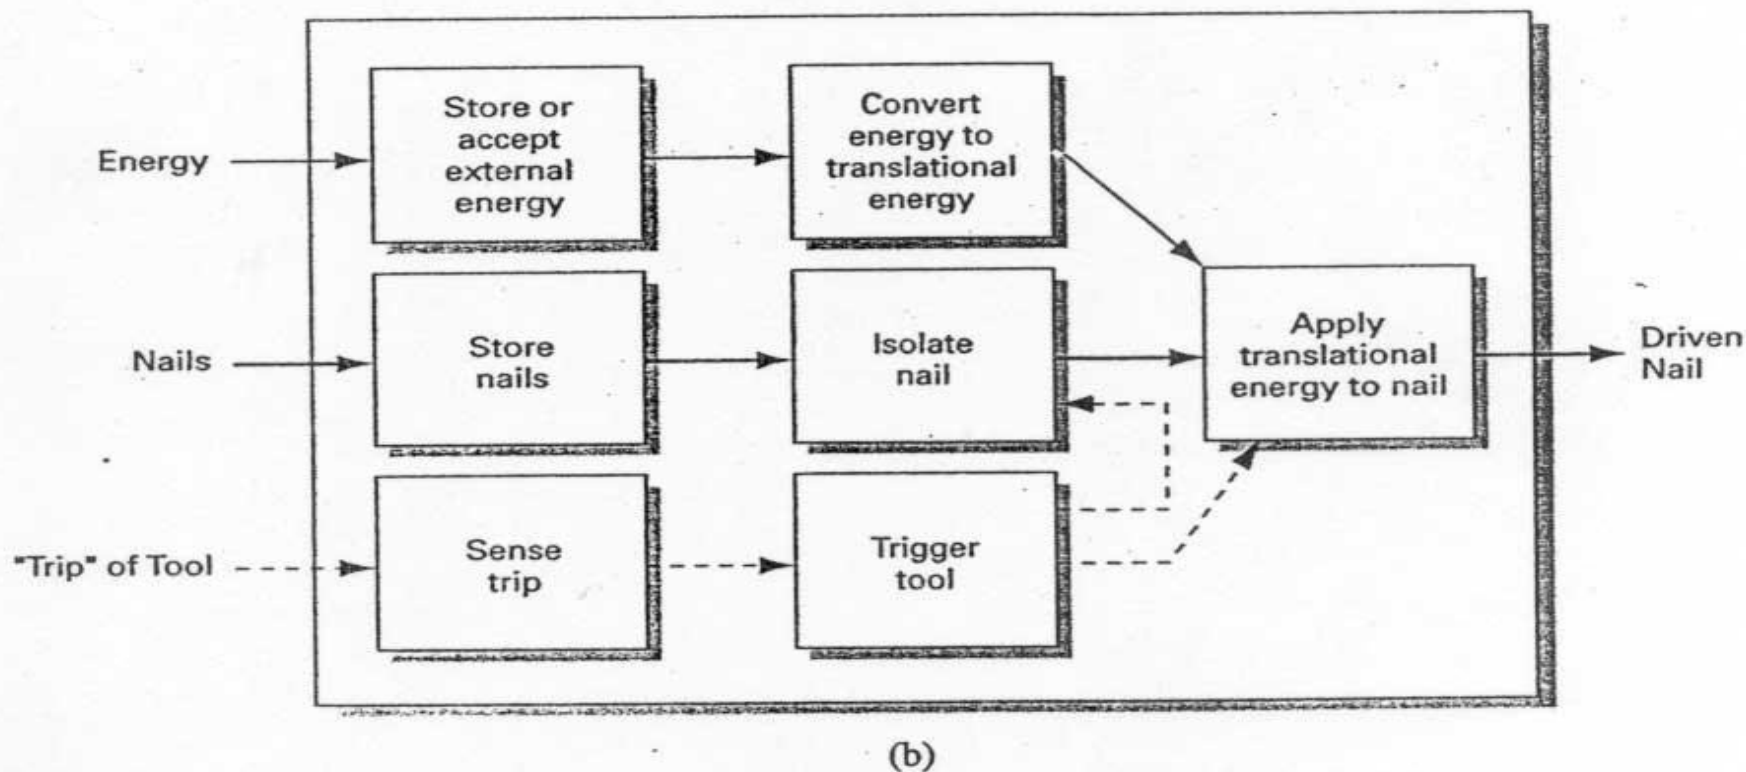 Energy
Store or
accept
external
energy
Convert
energy to
translational
energy
Nails
Store
nails
Isolate
nail
Apply
translational
energy to nail
Driven
Nail
"Trip" of Tool
Sense
trip
Trigger
tool
(b)